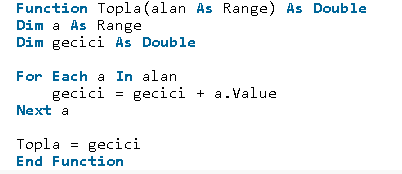 Function Topla(alan As Range) As Double
Dim a As Range
Dim gecici As Double
For Each a In alan
gecici = gecici + a.Value
Next a
Topla = gecici
End Function